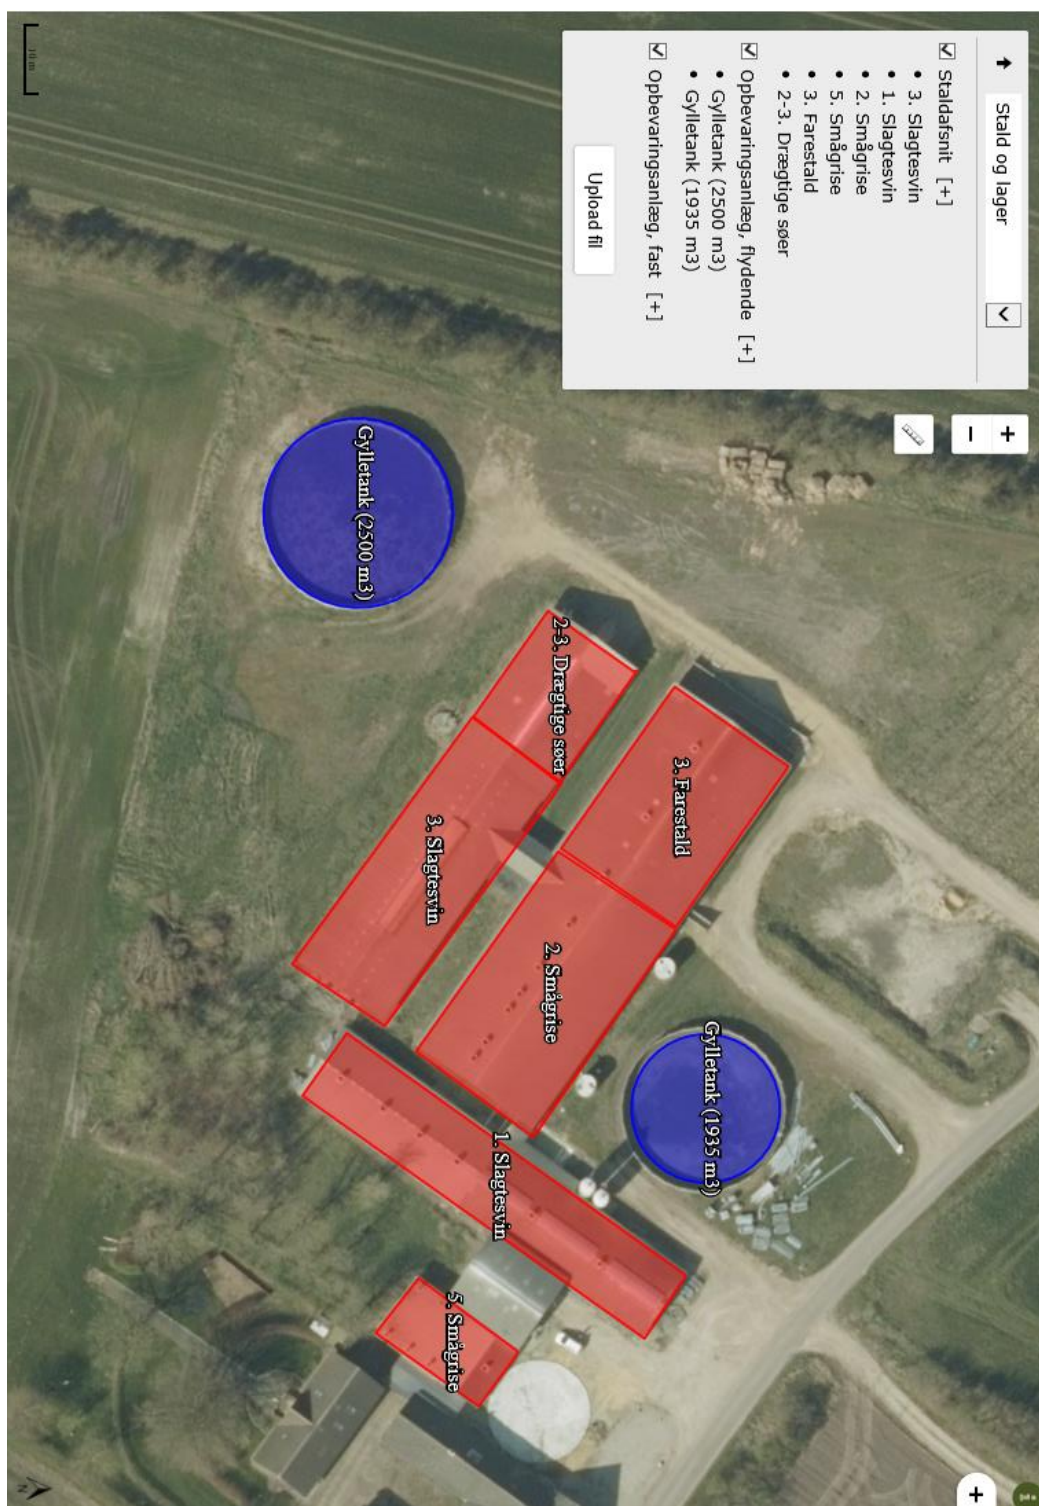 Stald og lager
Staldafsnit [+]
• 3. Slagtesvin
• 1. Slagtesvin
• 2. Smågrise
• 5. Smågrise
• 3. Farestald
• 2-3. Drægtige søer
Opbevaringsanlæg, flydende [+]
• Gylletank (2500 m3)
• Gylletank (1935 m3)
Opbevaringsanlæg, fast [+]
Upload fil
+
−
Gylletank (2500 m3)
2-3. Drægtige søer
3. Farestald
3. Slagtesvin
2. Smågrise
Gylletank (1935 m3)
1. Slagtesvin
5. Smågrise
10 m
N
+